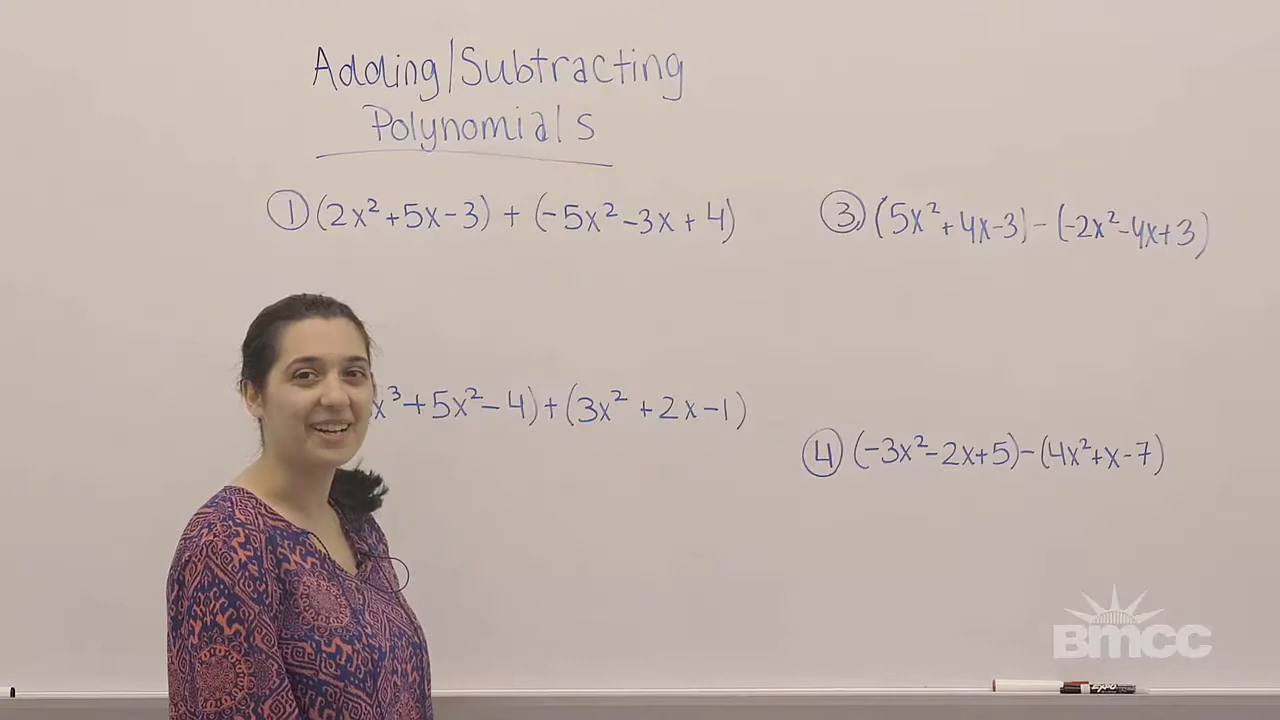 Adding/Subtracting
Polynomials
① (2x²+5x-3) + (-5x²-3x+4)
x³+5x²-4)+(3x²+2x-1)
③ (5x²+4x-3)-(-2x²-4x+3)
④ (-3x²-2x+5)-(4x²+x-7)
BMCC
EXPO